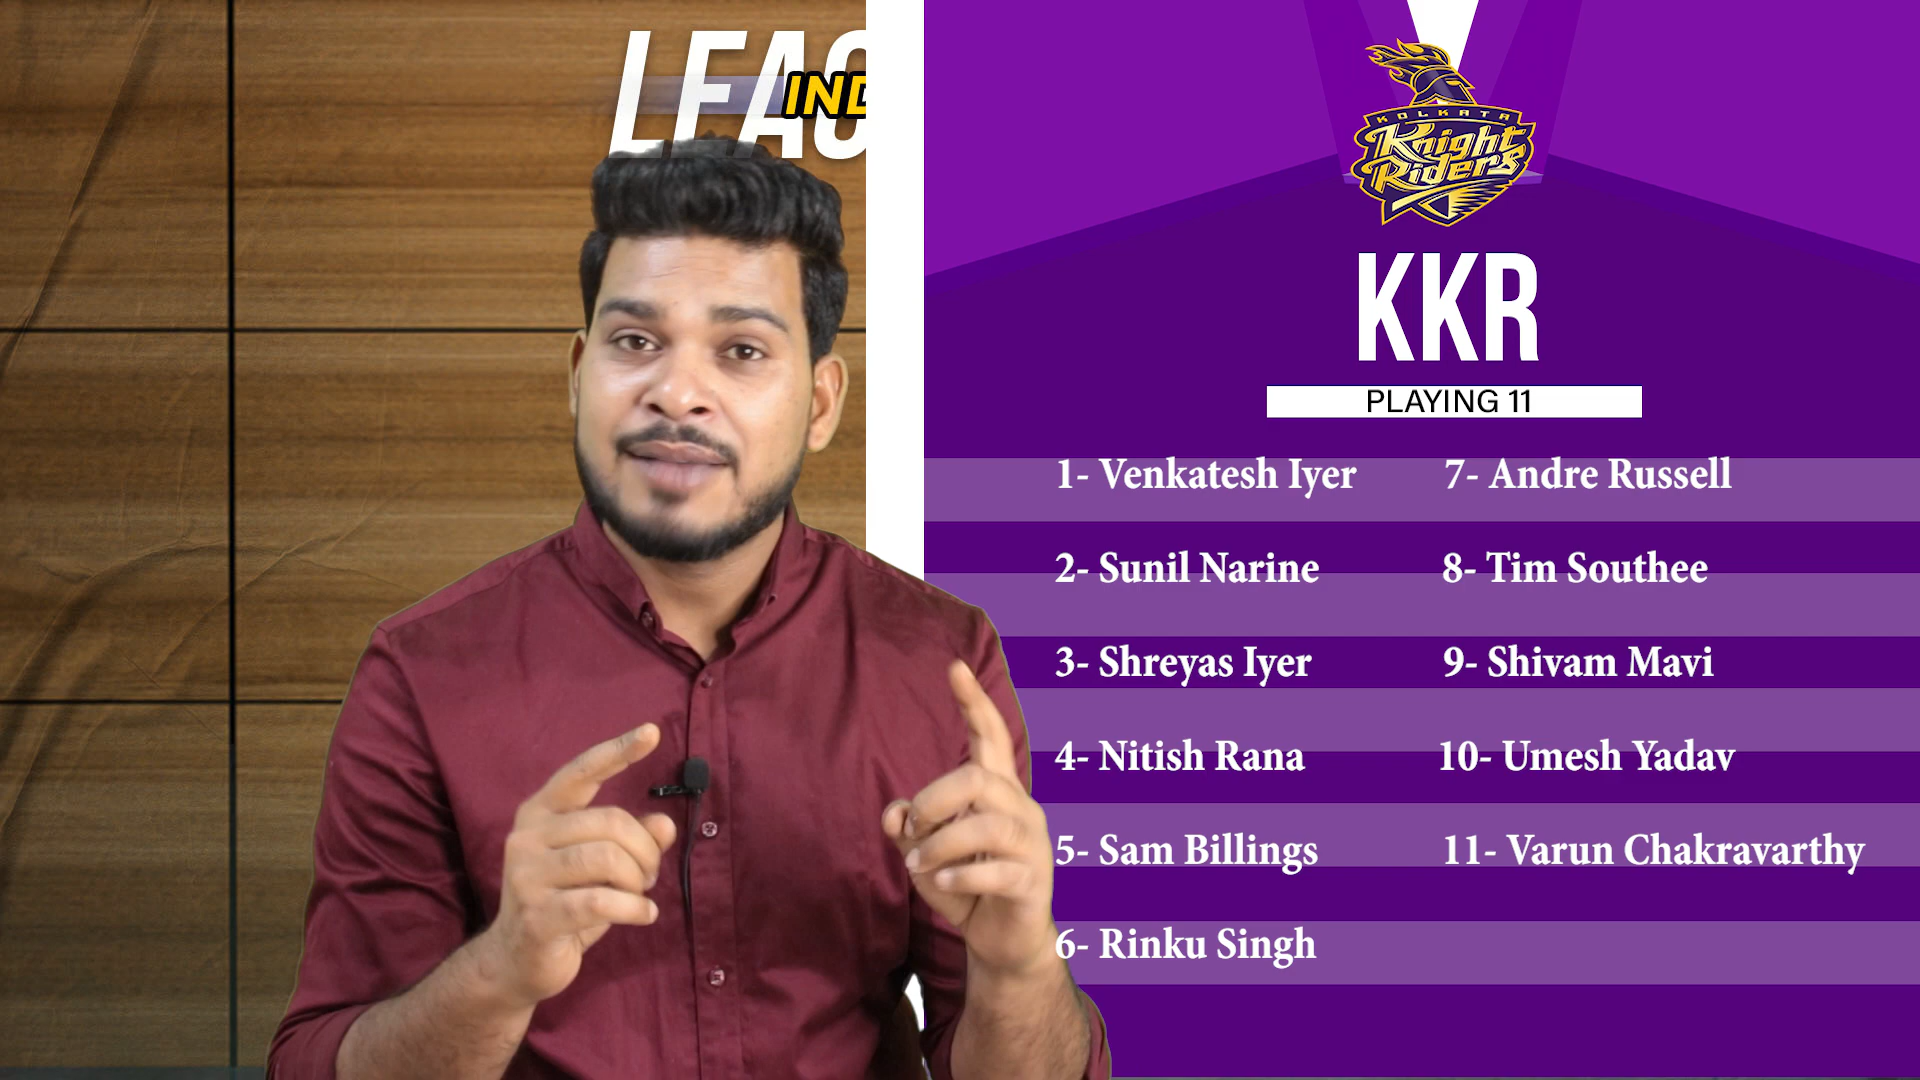 LEAG
IND
KOLKATA
Knight
Riders
KKR
PLAYING 11
1- Venkatesh Iyer
2- Sunil Narine
3- Shreyas Iyer
4- Nitish Rana
5- Sam Billings
6- Rinku Singh
7- Andre Russell
8- Tim Southee
9- Shivam Mavi
10- Umesh Yadav
11- Varun Chakravarthy